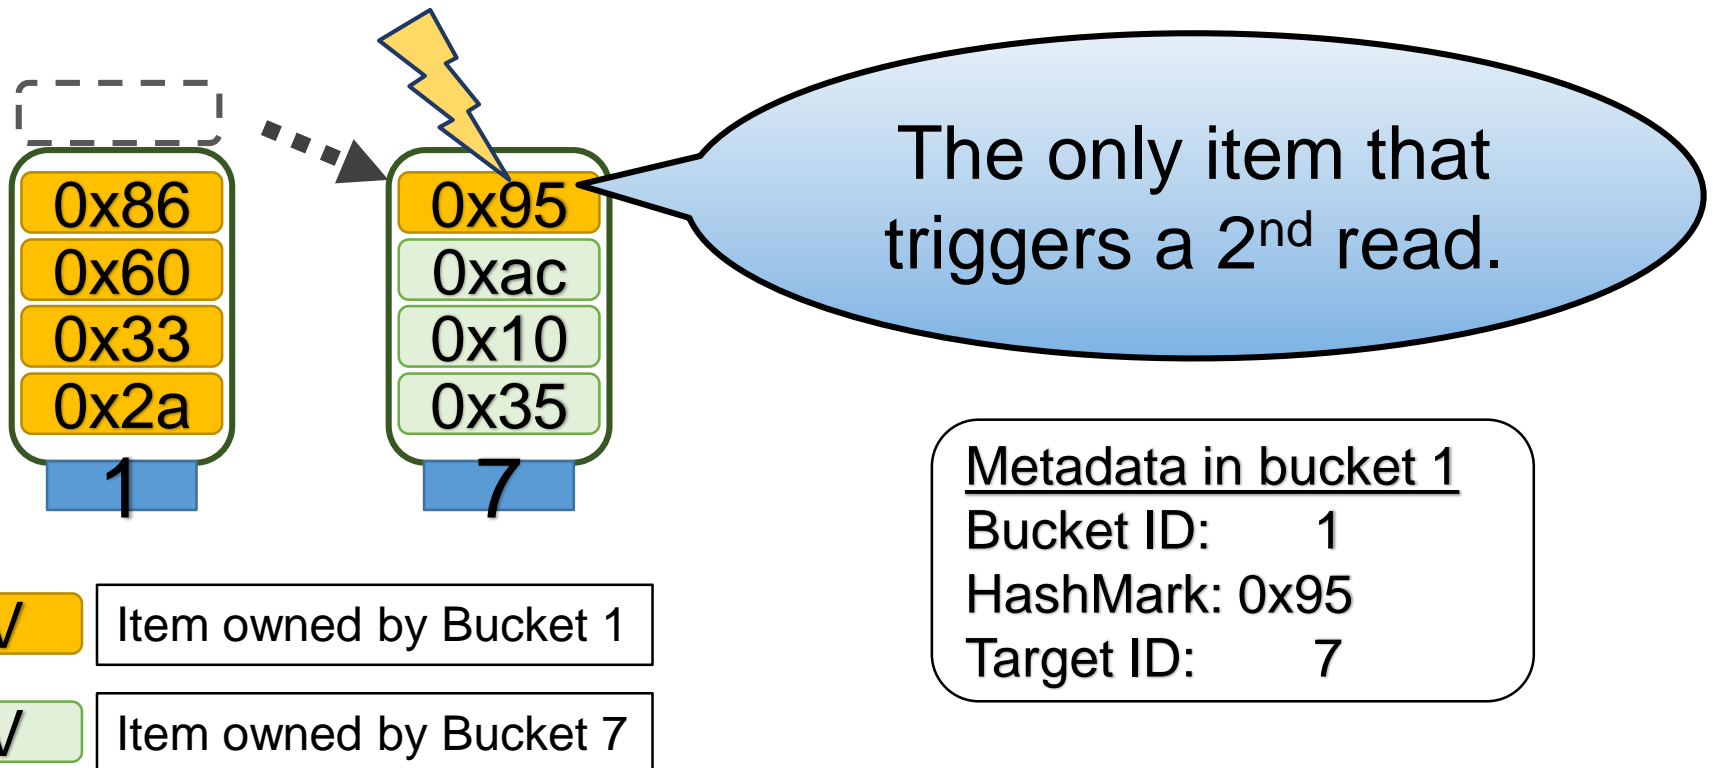 0x86
0x60
0x33
0x2a
1
0x95
0xac
0x10
0x35
7
The only item that
triggers a 2nd read.
Metadata in bucket 1
Bucket ID: 1
HashMark: 0x95
Target ID: 7
Item owned by Bucket 1
Item owned by Bucket 7